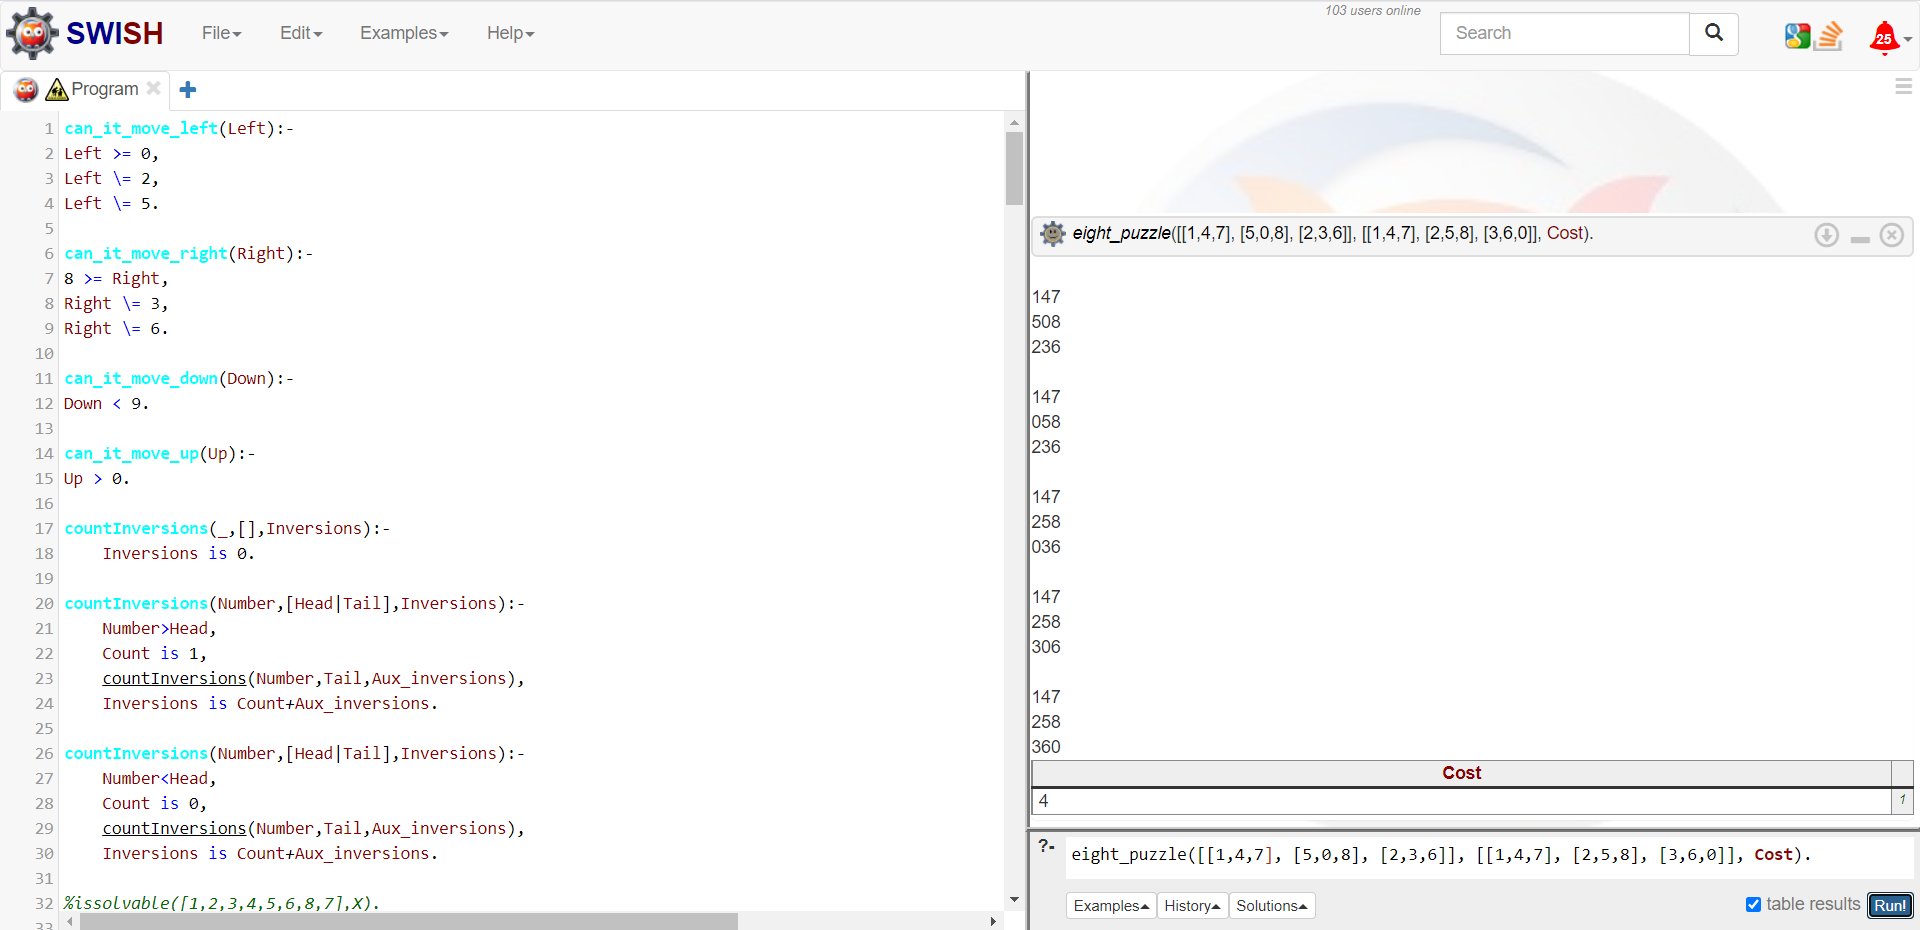 103 users online
SWISH File Edit Examples Help Search 25
Program
1 can_it_move_left(Left):-
2 Left >= 0,
3 Left \= 2,
4 Left \= 5.
5
6 can_it_move_right(Right):-
7 8 >= Right,
8 Right \= 3,
9 Right \= 6.
10
11 can_it_move_down(Down):-
12 Down < 9.
13
14 can_it_move_up(Up):-
15 Up > 0.
16
17 countInversions(_,[],Inversions):-
18 Inversions is 0.
19
20 countInversions(Number,[Head|Tail],Inversions):-
21 Number>Head,
22 Count is 1,
23 countInversions(Number,Tail,Aux_inversions),
24 Inversions is Count+Aux_inversions.
25
26 countInversions(Number,[Head|Tail],Inversions):-
27 Number<Head,
28 Count is 0,
29 countInversions(Number,Tail,Aux_inversions),
30 Inversions is Count+Aux_inversions.
31
32 %issolvable([1,2,3,4,5,6,8,7],X).
33
eight_puzzle([[1,4,7], [5,0,8], [2,3,6]], [[1,4,7], [2,5,8], [3,6,0]], Cost).
147
508
236
147
058
236
147
258
036
147
258
306
147
258
360
Cost
4 1
?- eight_puzzle([[1,4,7], [5,0,8], [2,3,6]], [[1,4,7], [2,5,8], [3,6,0]], Cost).
Examples History Solutions table results Run!